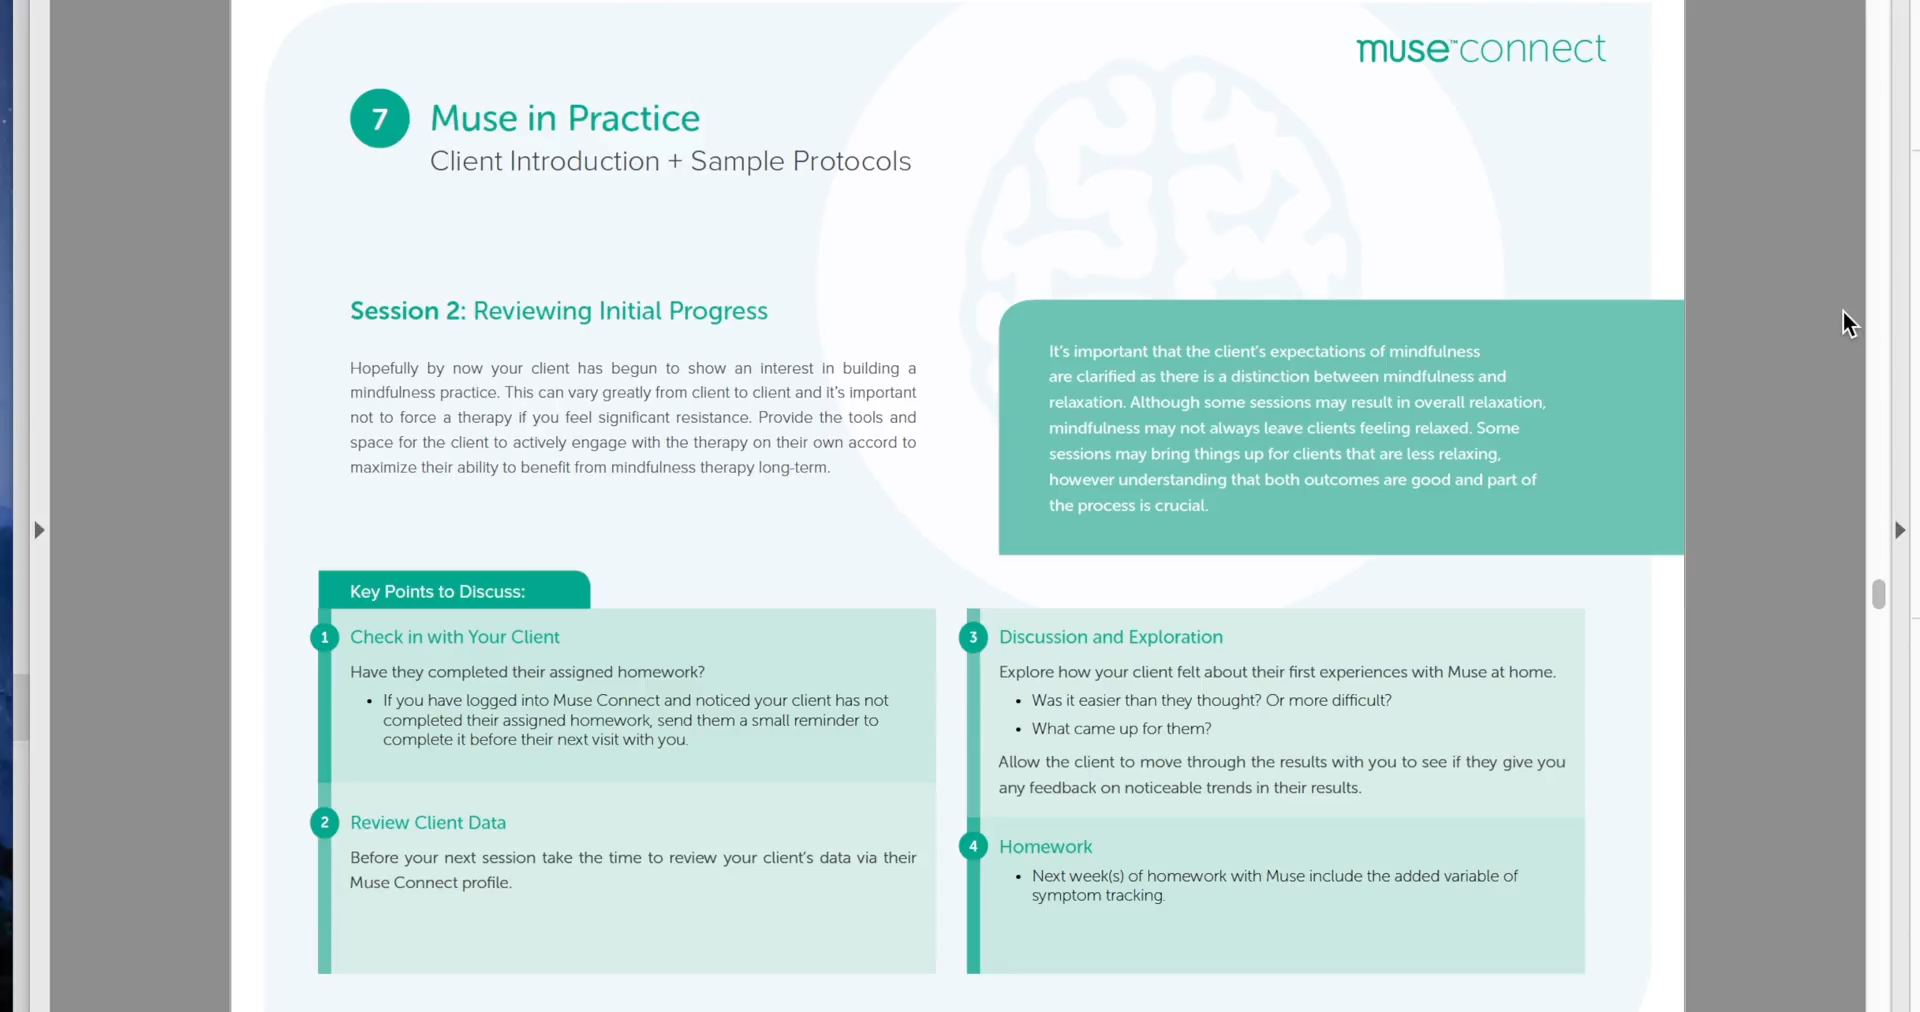 muse™connect
7
Muse in Practice
Client Introduction + Sample Protocols
Session 2: Reviewing Initial Progress
Hopefully by now your client has begun to show an interest in building a
mindfulness practice. This can vary greatly from client to client and it's important
not to force a therapy if you feel significant resistance. Provide the tools and
space for the client to actively engage with the therapy on their own accord to
maximize their ability to benefit from mindfulness therapy long-term.
It's important that the client's expectations of mindfulness
are clarified as there is a distinction between mindfulness and
relaxation. Although some sessions may result in overall relaxation,
mindfulness may not always leave clients feeling relaxed. Some
sessions may bring things up for clients that are less relaxing,
however understanding that both outcomes are good and part of
the process is crucial.
Key Points to Discuss:
1 Check in with Your Client
Have they completed their assigned homework?
• If you have logged into Muse Connect and noticed your client has not
completed their assigned homework, send them a small reminder to
complete it before their next visit with you.
2 Review Client Data
Before your next session take the time to review your client's data via their
Muse Connect profile.
3 Discussion and Exploration
Explore how your client felt about their first experiences with Muse at home.
• Was it easier than they thought? Or more difficult?
• What came up for them?
Allow the client to move through the results with you to see if they give you
any feedback on noticeable trends in their results.
4 Homework
• Next week(s) of homework with Muse include the added variable of
symptom tracking.